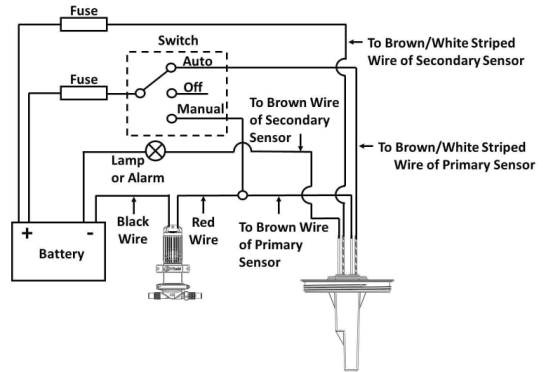 Fuse
To Brown/White Striped
Wire of Secondary Sensor
Switch
Auto
Fuse
Off
Manual
To Brown Wire
of Secondary
Sensor
To Brown/White Striped
Wire of Primary Sensor
Lamp
or Alarm
Black
Wire
Red
Wire
To Brown Wire
of Primary
Sensor
+
-
Battery